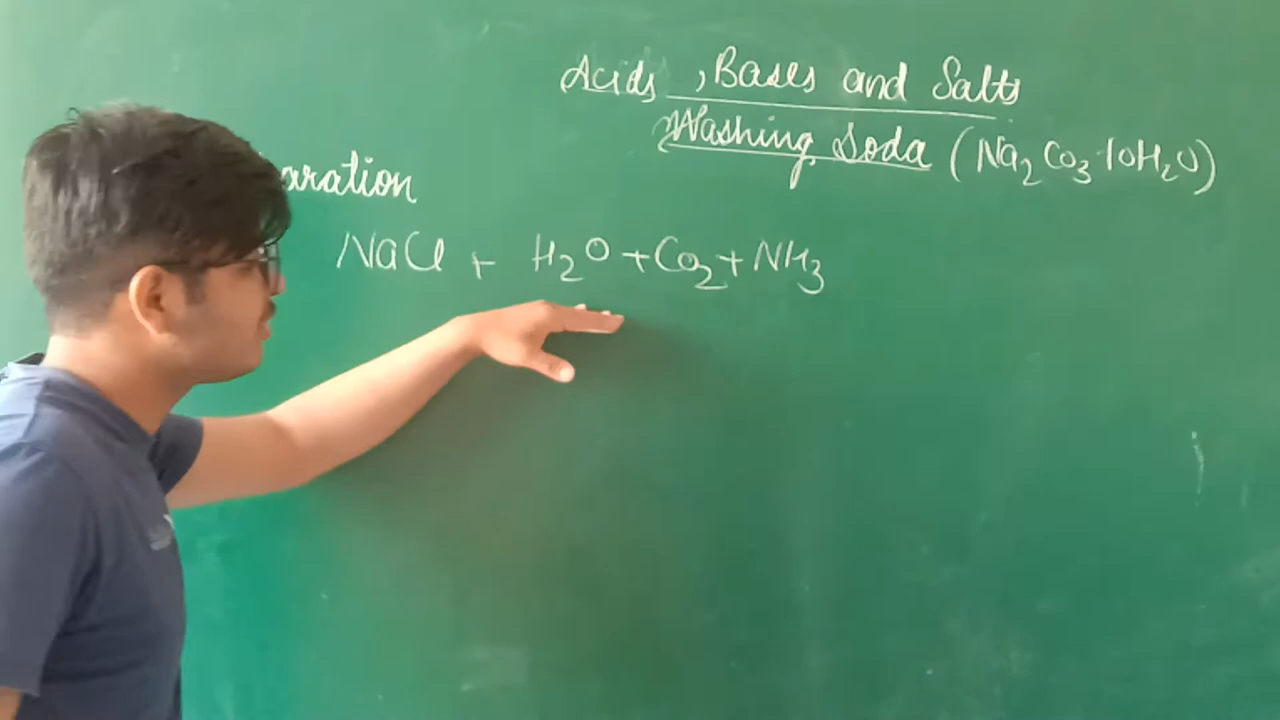 Acids, Bases and Salts
Washing Soda (Na2Co3·10H2O)
aration
NaCl + H2O + Co2 + NH3